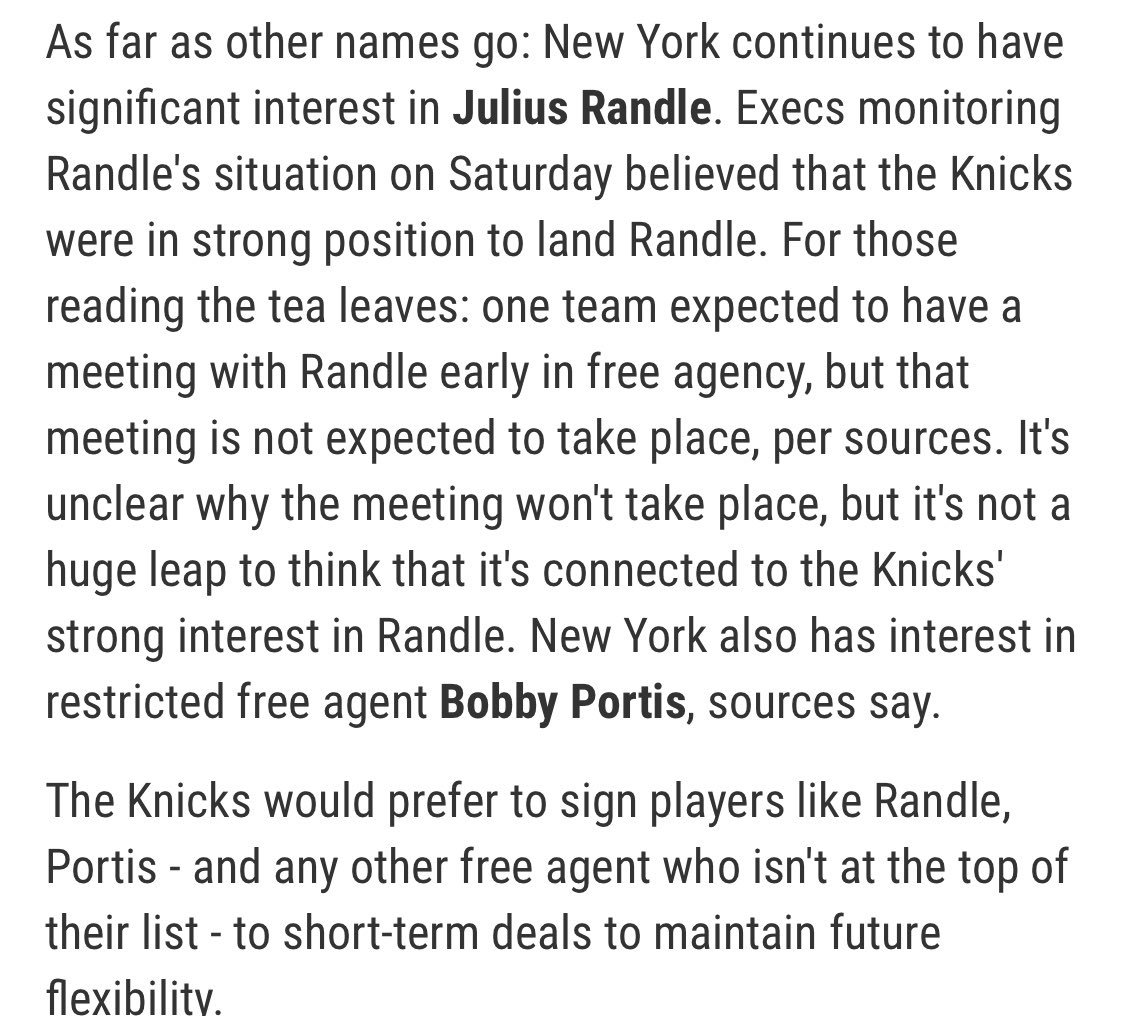 As far as other names go: New York continues to have
significant interest in Julius Randle. Execs monitoring
Randle's situation on Saturday believed that the Knicks
were in strong position to land Randle. For those
reading the tea leaves: one team expected to have a
meeting with Randle early in free agency, but that
meeting is not expected to take place, per sources. It's
unclear why the meeting won't take place, but it's not a
huge leap to think that it's connected to the Knicks'
strong interest in Randle. New York also has interest in
restricted free agent Bobby Portis, sources say.
The Knicks would prefer to sign players like Randle,
Portis - and any other free agent who isn't at the top of
their list - to short-term deals to maintain future
flexibility.